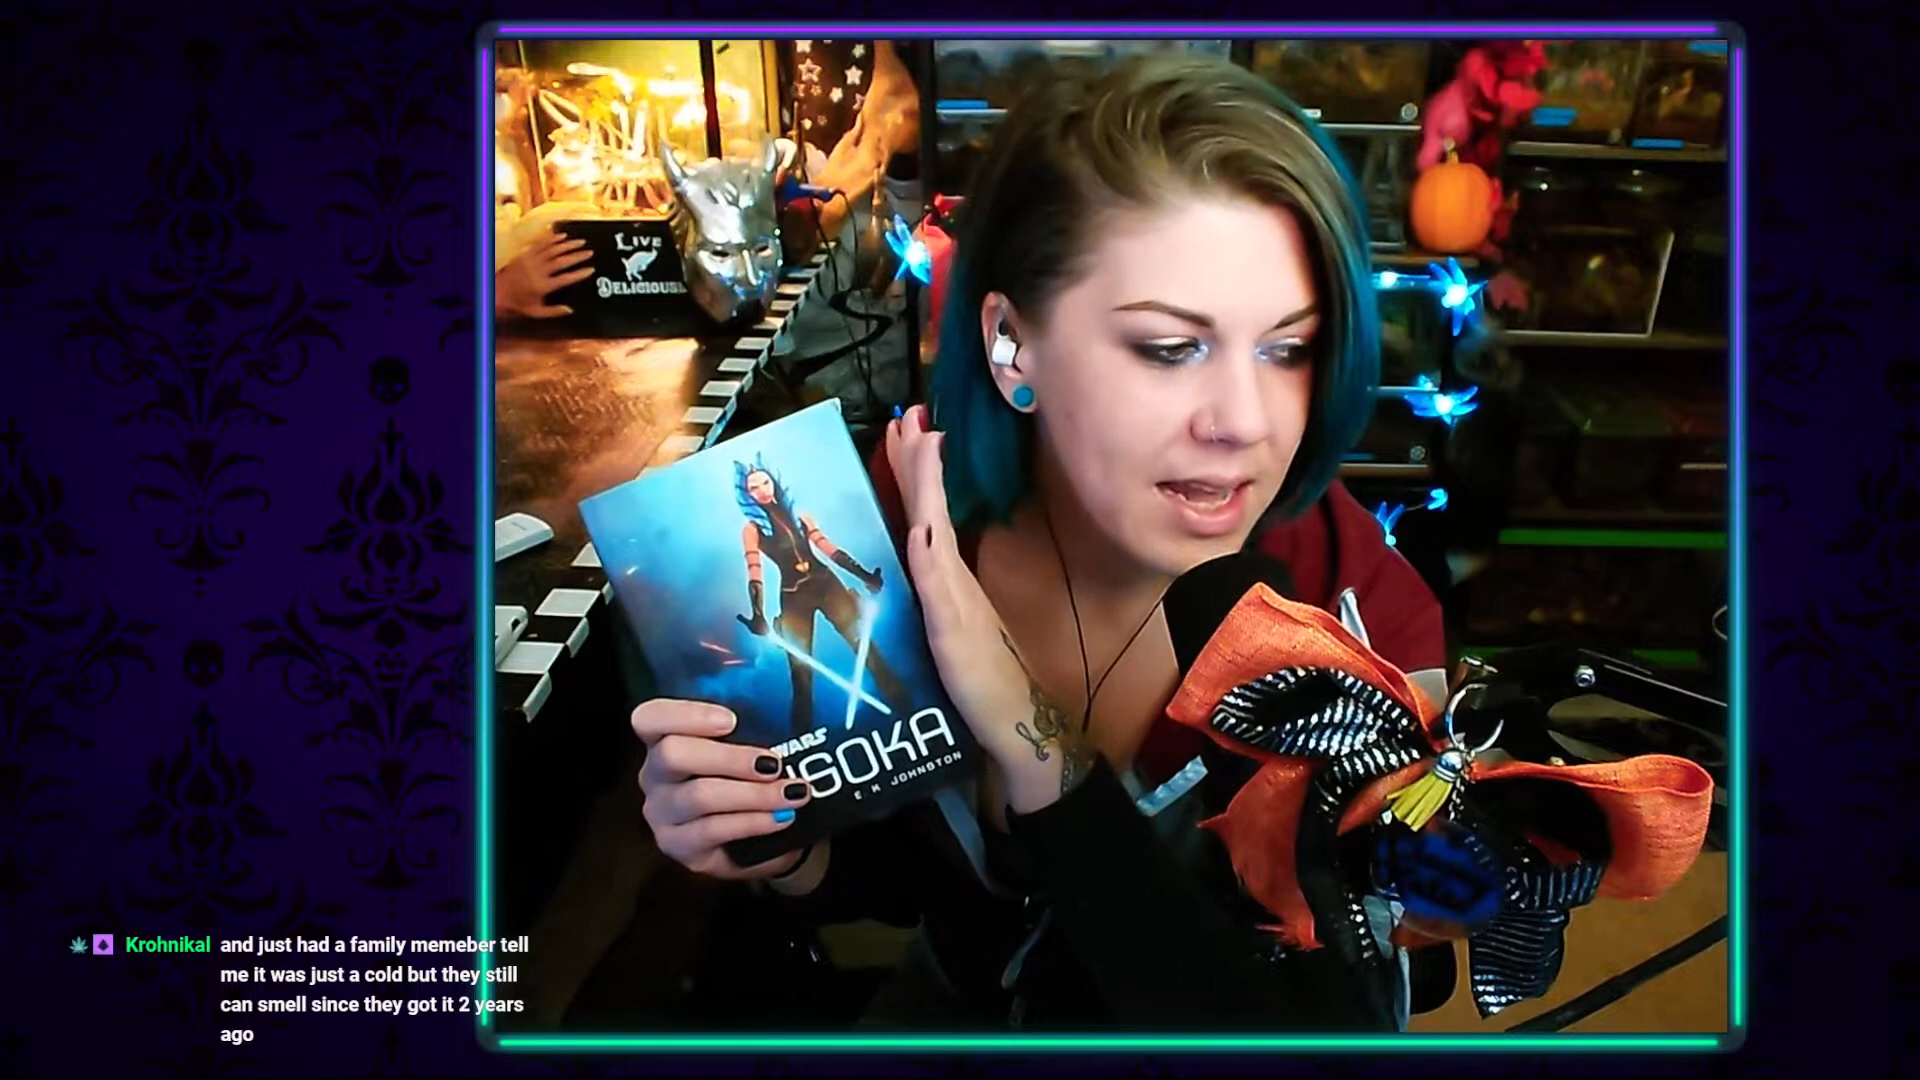 LIVE
DELICIOUSL
WARS
SOKA
E K JOHNSTON
Krohnikal and just had a family memeber tell
me it was just a cold but they still
can smell since they got it 2 years
ago